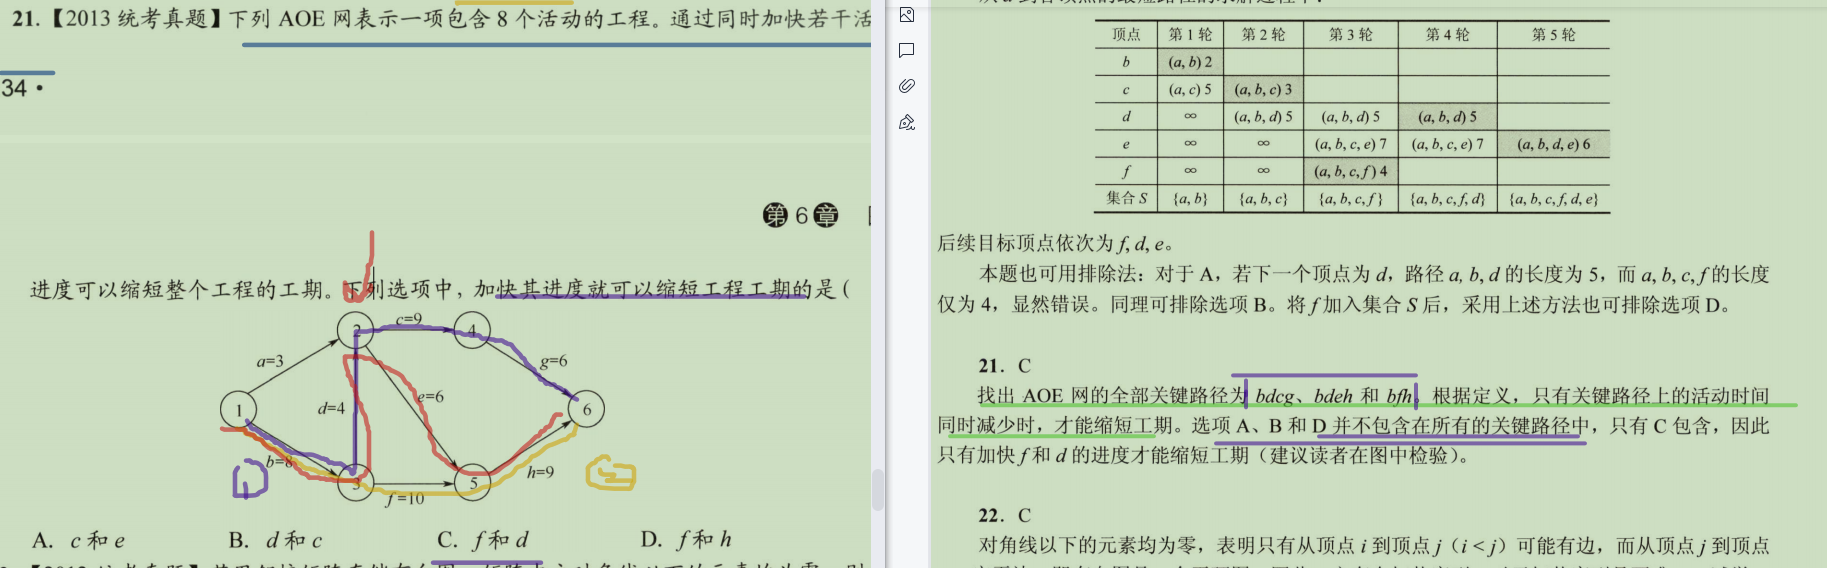 21.【2013 统考真题】下列 AOE 网表示一项包含 8 个活动的工程。通过同时加快若干活
34 •
第 6 章
进度可以缩短整个工程的工期。下列选项中，加快其进度就可以缩短工程工期的是（
2
c=9
4
a=3
g=6
1
d=4
e=6
6
b=8
h=9
3
f=10
5
A. c 和 e B. d 和 c C. f 和 d D. f 和 h
顶点 第 1 轮 第 2 轮 第 3 轮 第 4 轮 第 5 轮
b (a, b) 2
c (a, c) 5 (a, b, c) 3
d ∞ (a, b, d) 5 (a, b, d) 5 (a, b, d) 5
e ∞ ∞ (a, b, c, e) 7 (a, b, c, e) 7 (a, b, d, e) 6
f ∞ ∞ (a, b, c, f) 4
集合 S {a, b} {a, b, c} {a, b, c, f} {a, b, c, f, d} {a, b, c, f, d, e}
后续目标顶点依次为 f, d, e。
本题也可用排除法：对于 A，若下一个顶点为 d，路径 a, b, d 的长度为 5，而 a, b, c, f 的长度
仅为 4，显然错误。同理可排除选项 B。将 f 加入集合 S 后，采用上述方法也可排除选项 D。
21. C
找出 AOE 网的全部关键路径为 bdcg、bdeh 和 bfh。根据定义，只有关键路径上的活动时间
同时减少时，才能缩短工期。选项 A、B 和 D 并不包含在所有的关键路径中，只有 C 包含，因此
只有加快 f 和 d 的进度才能缩短工期（建议读者在图中检验）。
22. C
对角线以下的元素均为零，表明只有从顶点 i 到顶点 j（i < j）可能有边，而从顶点 j 到顶点